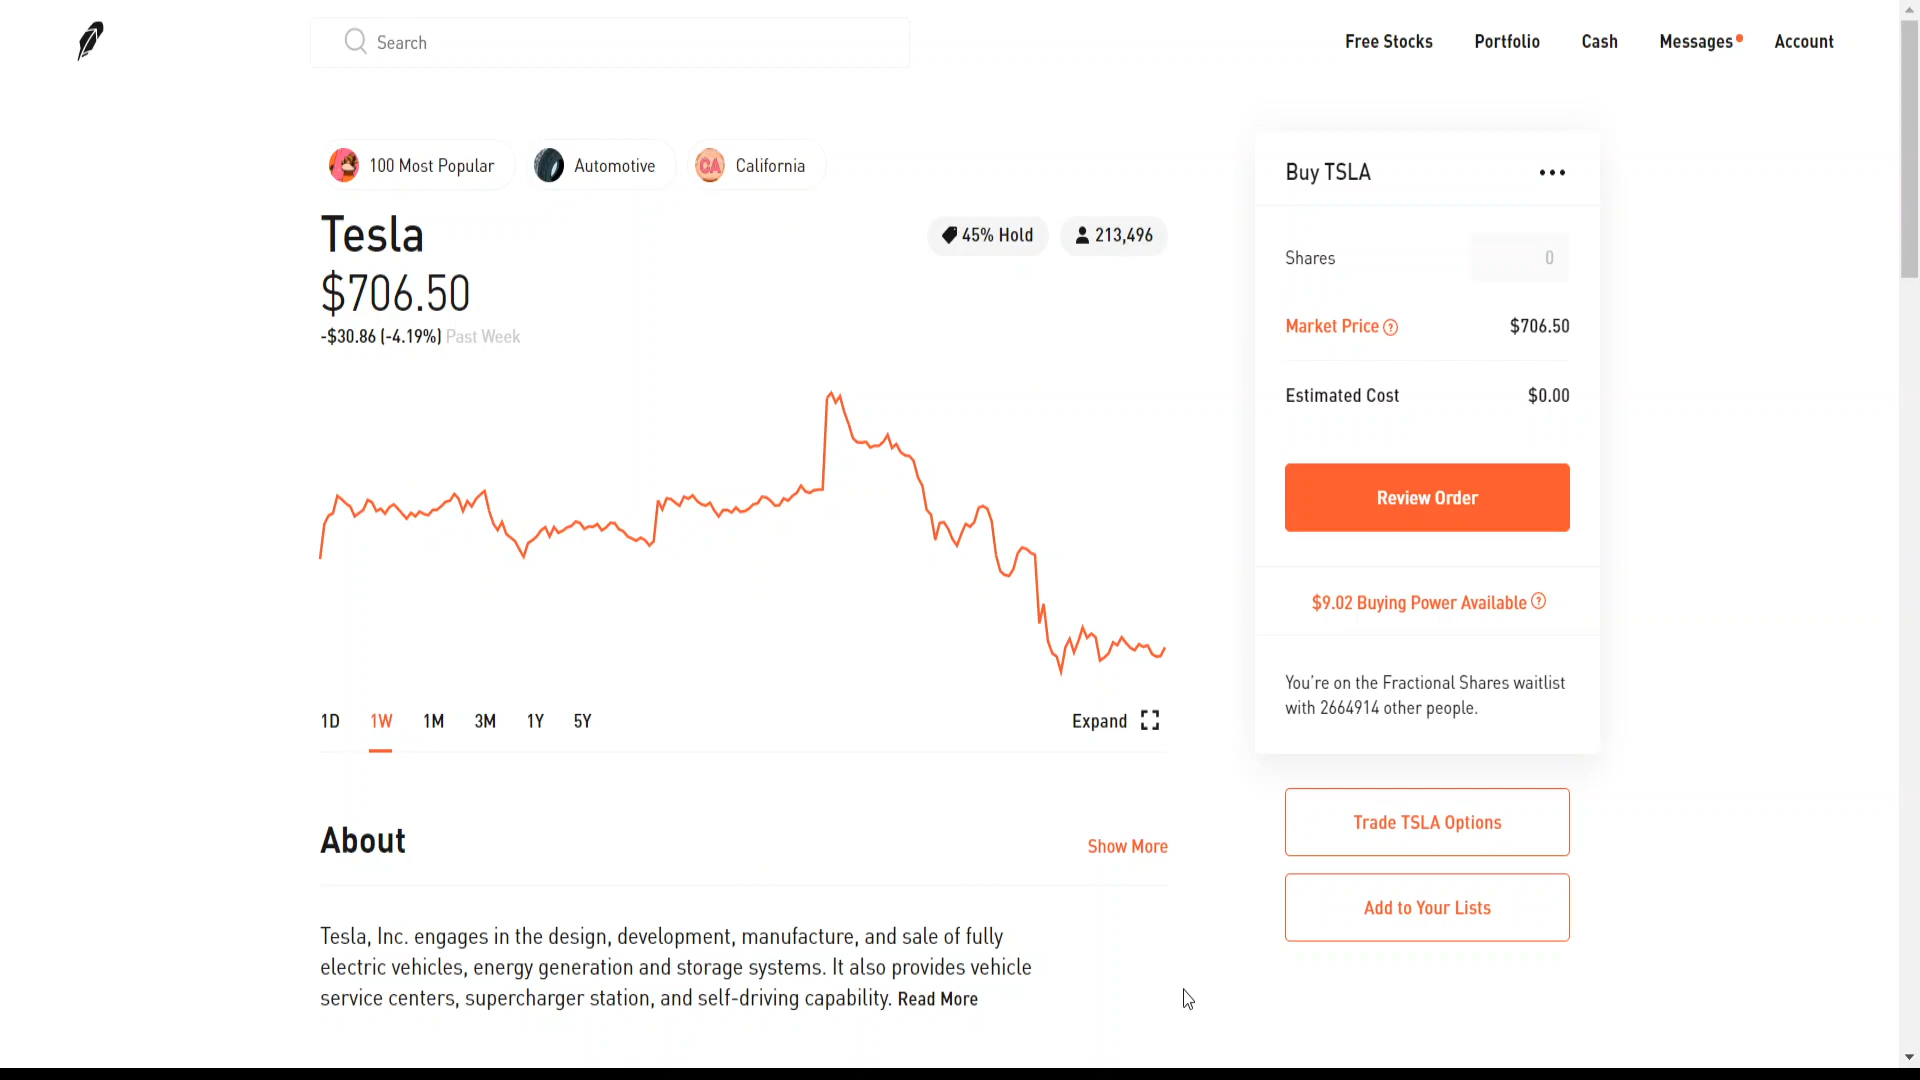 Search
Free Stocks Portfolio Cash Messages Account
100 Most Popular Automotive California
Tesla
45% Hold 213,496
$706.50
-$30.86 (-4.19%) Past Week
1D 1W 1M 3M 1Y 5Y Expand
About
Show More
Tesla, Inc. engages in the design, development, manufacture, and sale of fully
electric vehicles, energy generation and storage systems. It also provides vehicle
service centers, supercharger station, and self-driving capability. Read More
Buy TSLA
Shares 0
Market Price ? $706.50
Estimated Cost $0.00
Review Order
$9.02 Buying Power Available ?
You're on the Fractional Shares waitlist
with 2664914 other people.
Trade TSLA Options
Add to Your Lists